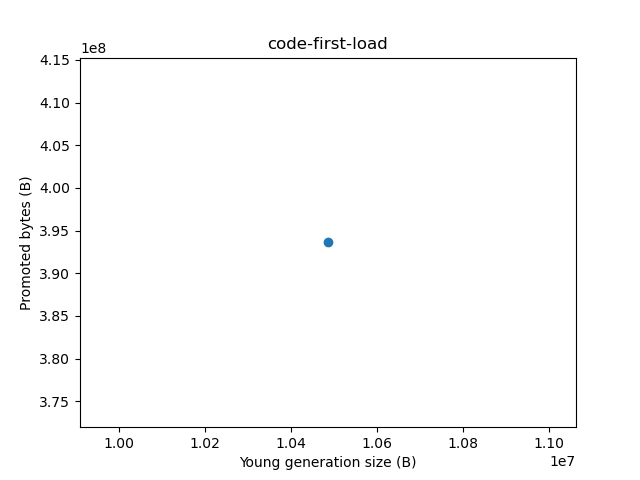 code-first-load
1e8
4.15
4.10
4.05
4.00
3.95
3.90
3.85
3.80
3.75
Promoted bytes (B)
1.00 1.02 1.04 1.06 1.08 1.10
1e7
Young generation size (B)